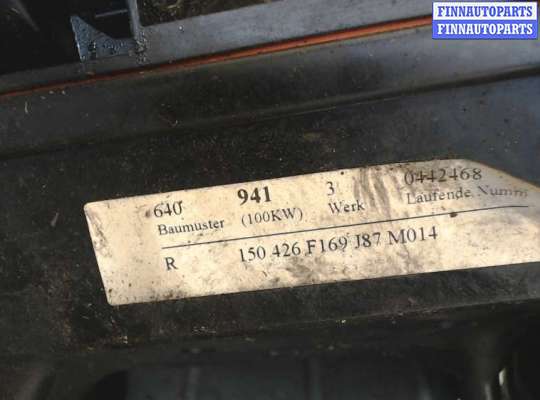 FINNAUTOPARTS
FINNAUTOPARTS
640 941 3 0442468
Baumuster (100KW) Werk Laufende Numm
R 150 426 F169 J87 M014